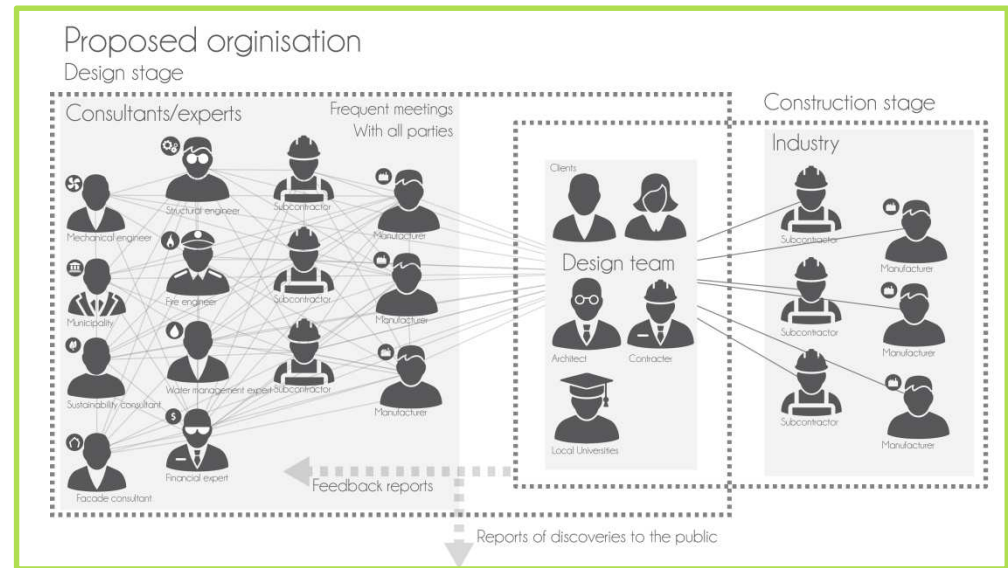 Proposed orginisation
Design stage
Consultants/experts
Frequent meetings
With all parties
Mechanical engineer
Structural engineer
Subcontractor
Manufacturer
Municipality
Fire engineer
Subcontractor
Manufacturer
Sustainability consultant
Water management expert
Subcontractor
Manufacturer
Facade consultant
$
Financial expert
Feedback reports
Clients
Design team
Architect
Contracter
Local Universities
Construction stage
Industry
Subcontractor
Manufacturer
Subcontractor
Manufacturer
Subcontractor
Manufacturer
Reports of discoveries to the public